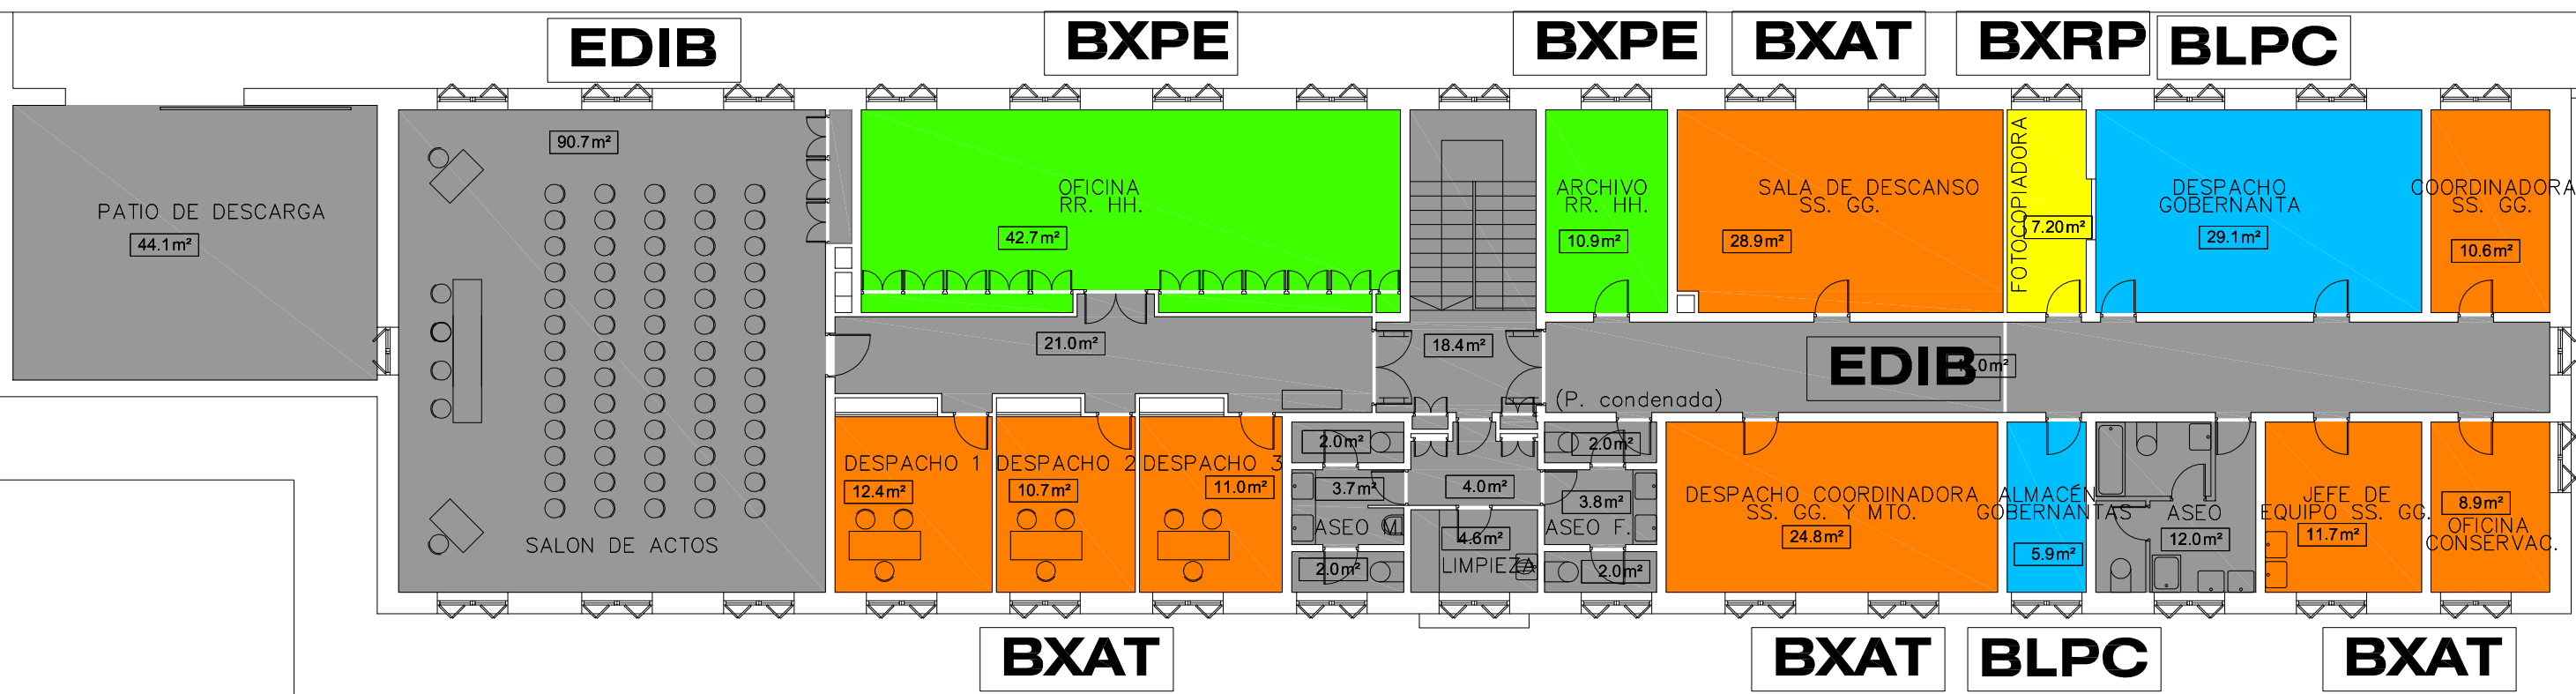 EDIB
BXPE
BXPE
BXAT
BXRP
BLPC
90.7m²
PATIO DE DESCARGA
44.1m²
OFICINA
RR. HH.
42.7m²
ARCHIVO
RR. HH.
10.9m²
SALA DE DESCANSO
SS. GG.
28.9m²
FOTOCOPIADORA
7.20m²
DESPACHO
GOBERNANTA
29.1m²
COORDINADORA
SS. GG.
10.6m²
21.0m²
18.4m²
EDIB
(P. condenada)
SALON DE ACTOS
DESPACHO 1
12.4m²
DESPACHO 2
10.7m²
DESPACHO 3
11.0m²
2.0m²
3.7m²
ASEO M.
2.0m²
4.0m²
4.6m²
LIMPIEZA
2.0m²
3.8m²
ASEO F.
2.0m²
DESPACHO COORDINADORA
SS. GG. Y MTO.
24.8m²
ALMACÉN
GOBERNANTAS
5.9m²
ASEO
12.0m²
JEFE DE
EQUIPO SS. GG.
11.7m²
8.9m²
OFICINA
CONSERVAC.
BXAT
BXAT
BLPC
BXAT